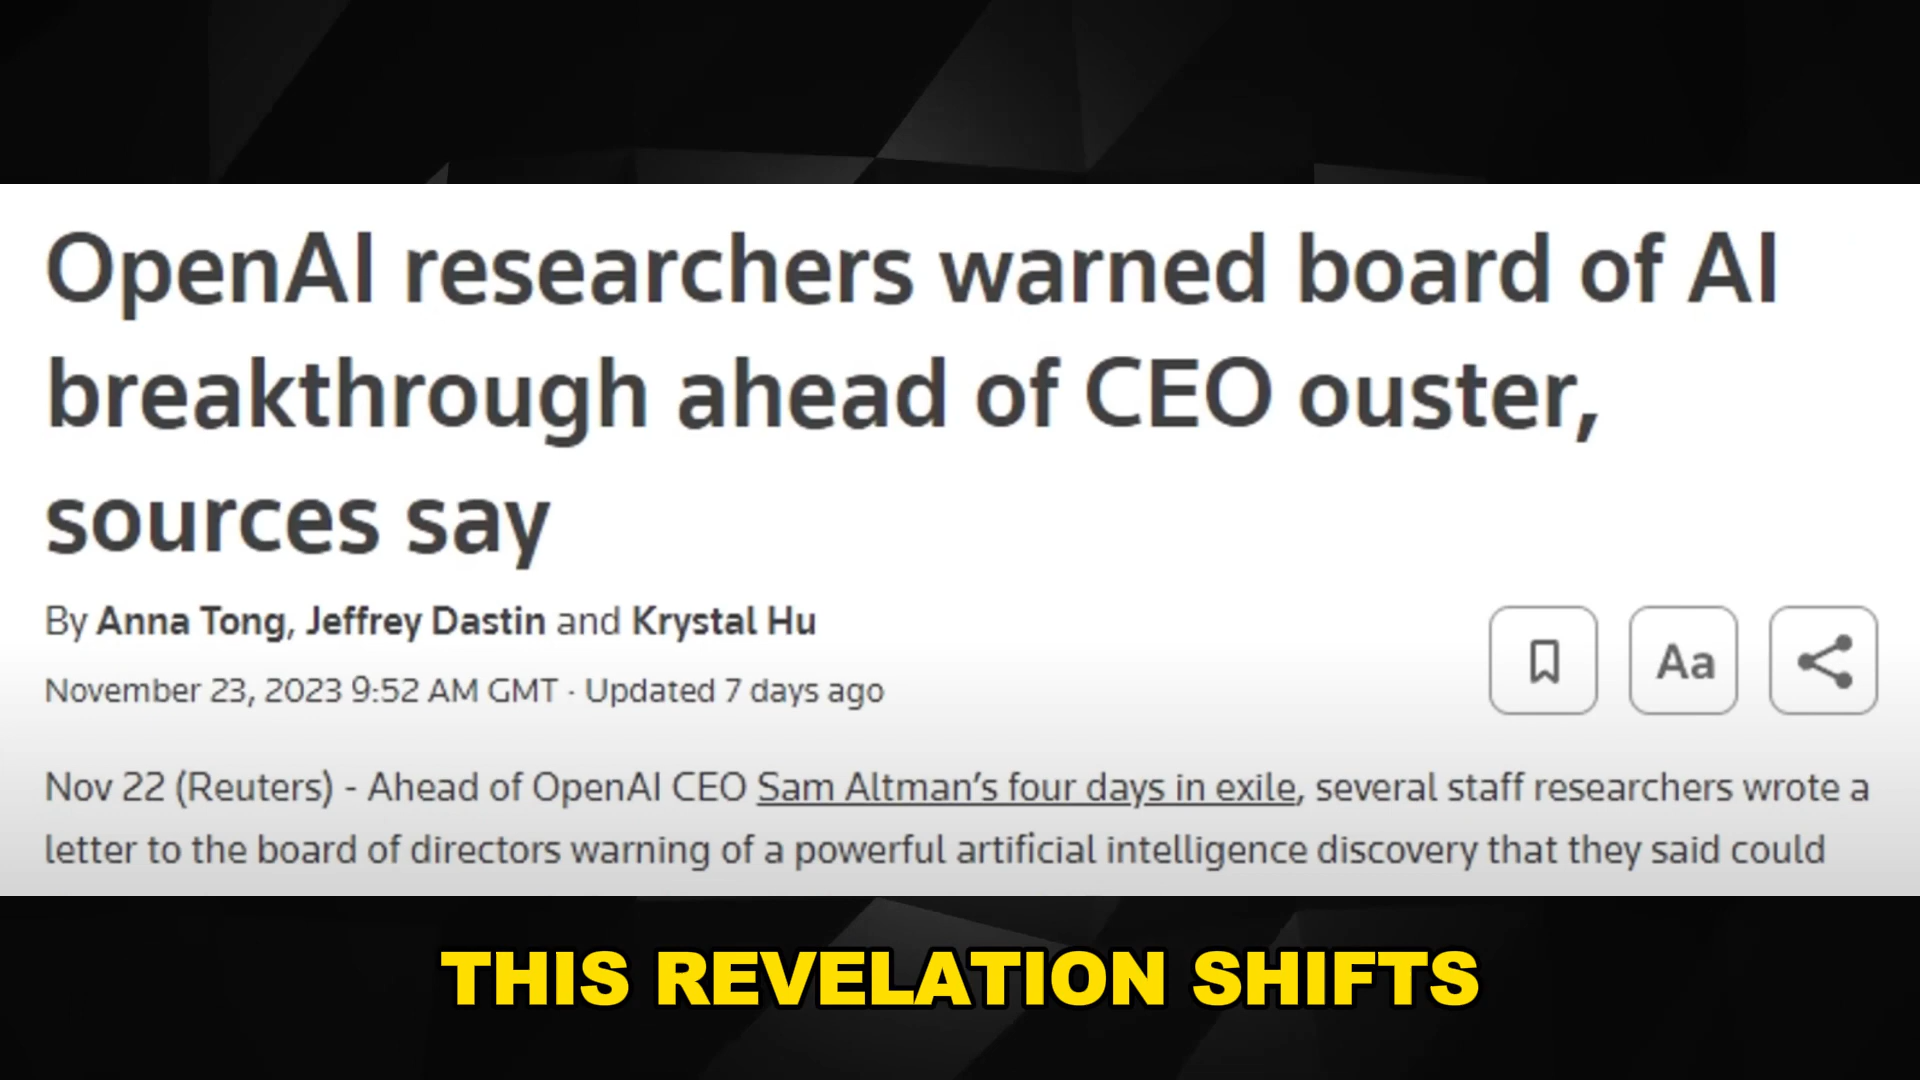 OpenAI researchers warned board of AI
breakthrough ahead of CEO ouster,
sources say
By Anna Tong, Jeffrey Dastin and Krystal Hu
November 23, 2023 9:52 AM GMT · Updated 7 days ago
Aa
Nov 22 (Reuters) - Ahead of OpenAI CEO Sam Altman's four days in exile, several staff researchers wrote a
letter to the board of directors warning of a powerful artificial intelligence discovery that they said could
THIS REVELATION SHIFTS